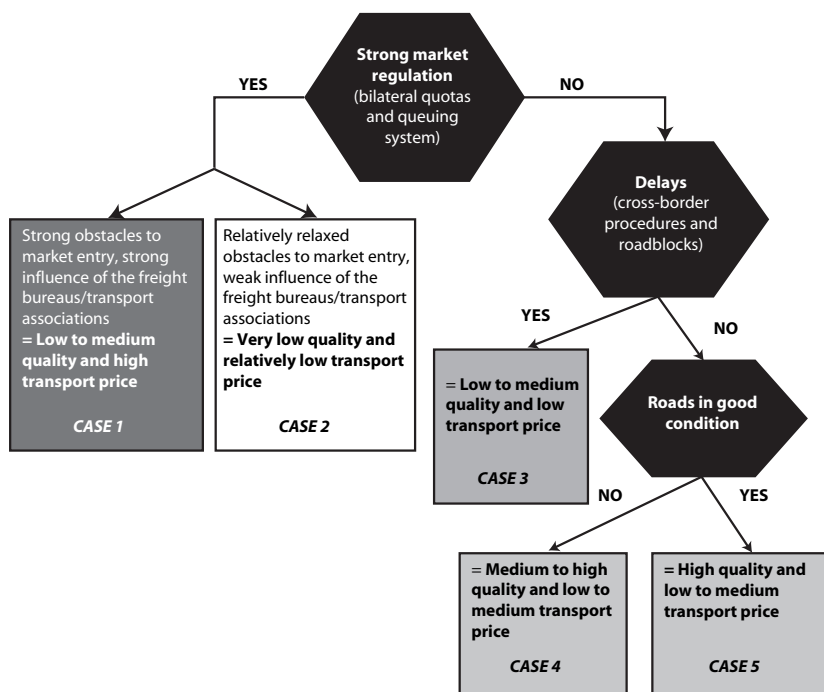 Strong market
regulation
(bilateral quotas
and queuing
system)
YES
NO
Delays
(cross-border
procedures and
roadblocks)
Strong obstacles to
market entry, strong
influence of the freight
bureaus/transport
associations
= Low to medium
quality and high
transport price
CASE 1
Relatively relaxed
obstacles to market entry,
weak influence of the
freight bureaus/transport
associations
= Very low quality and
relatively low transport
price
CASE 2
YES
NO
= Low to medium
quality and low
transport price
CASE 3
Roads in good
condition
NO
YES
= Medium to high
quality and low to
medium transport
price
CASE 4
= High quality and
low to medium
transport price
CASE 5